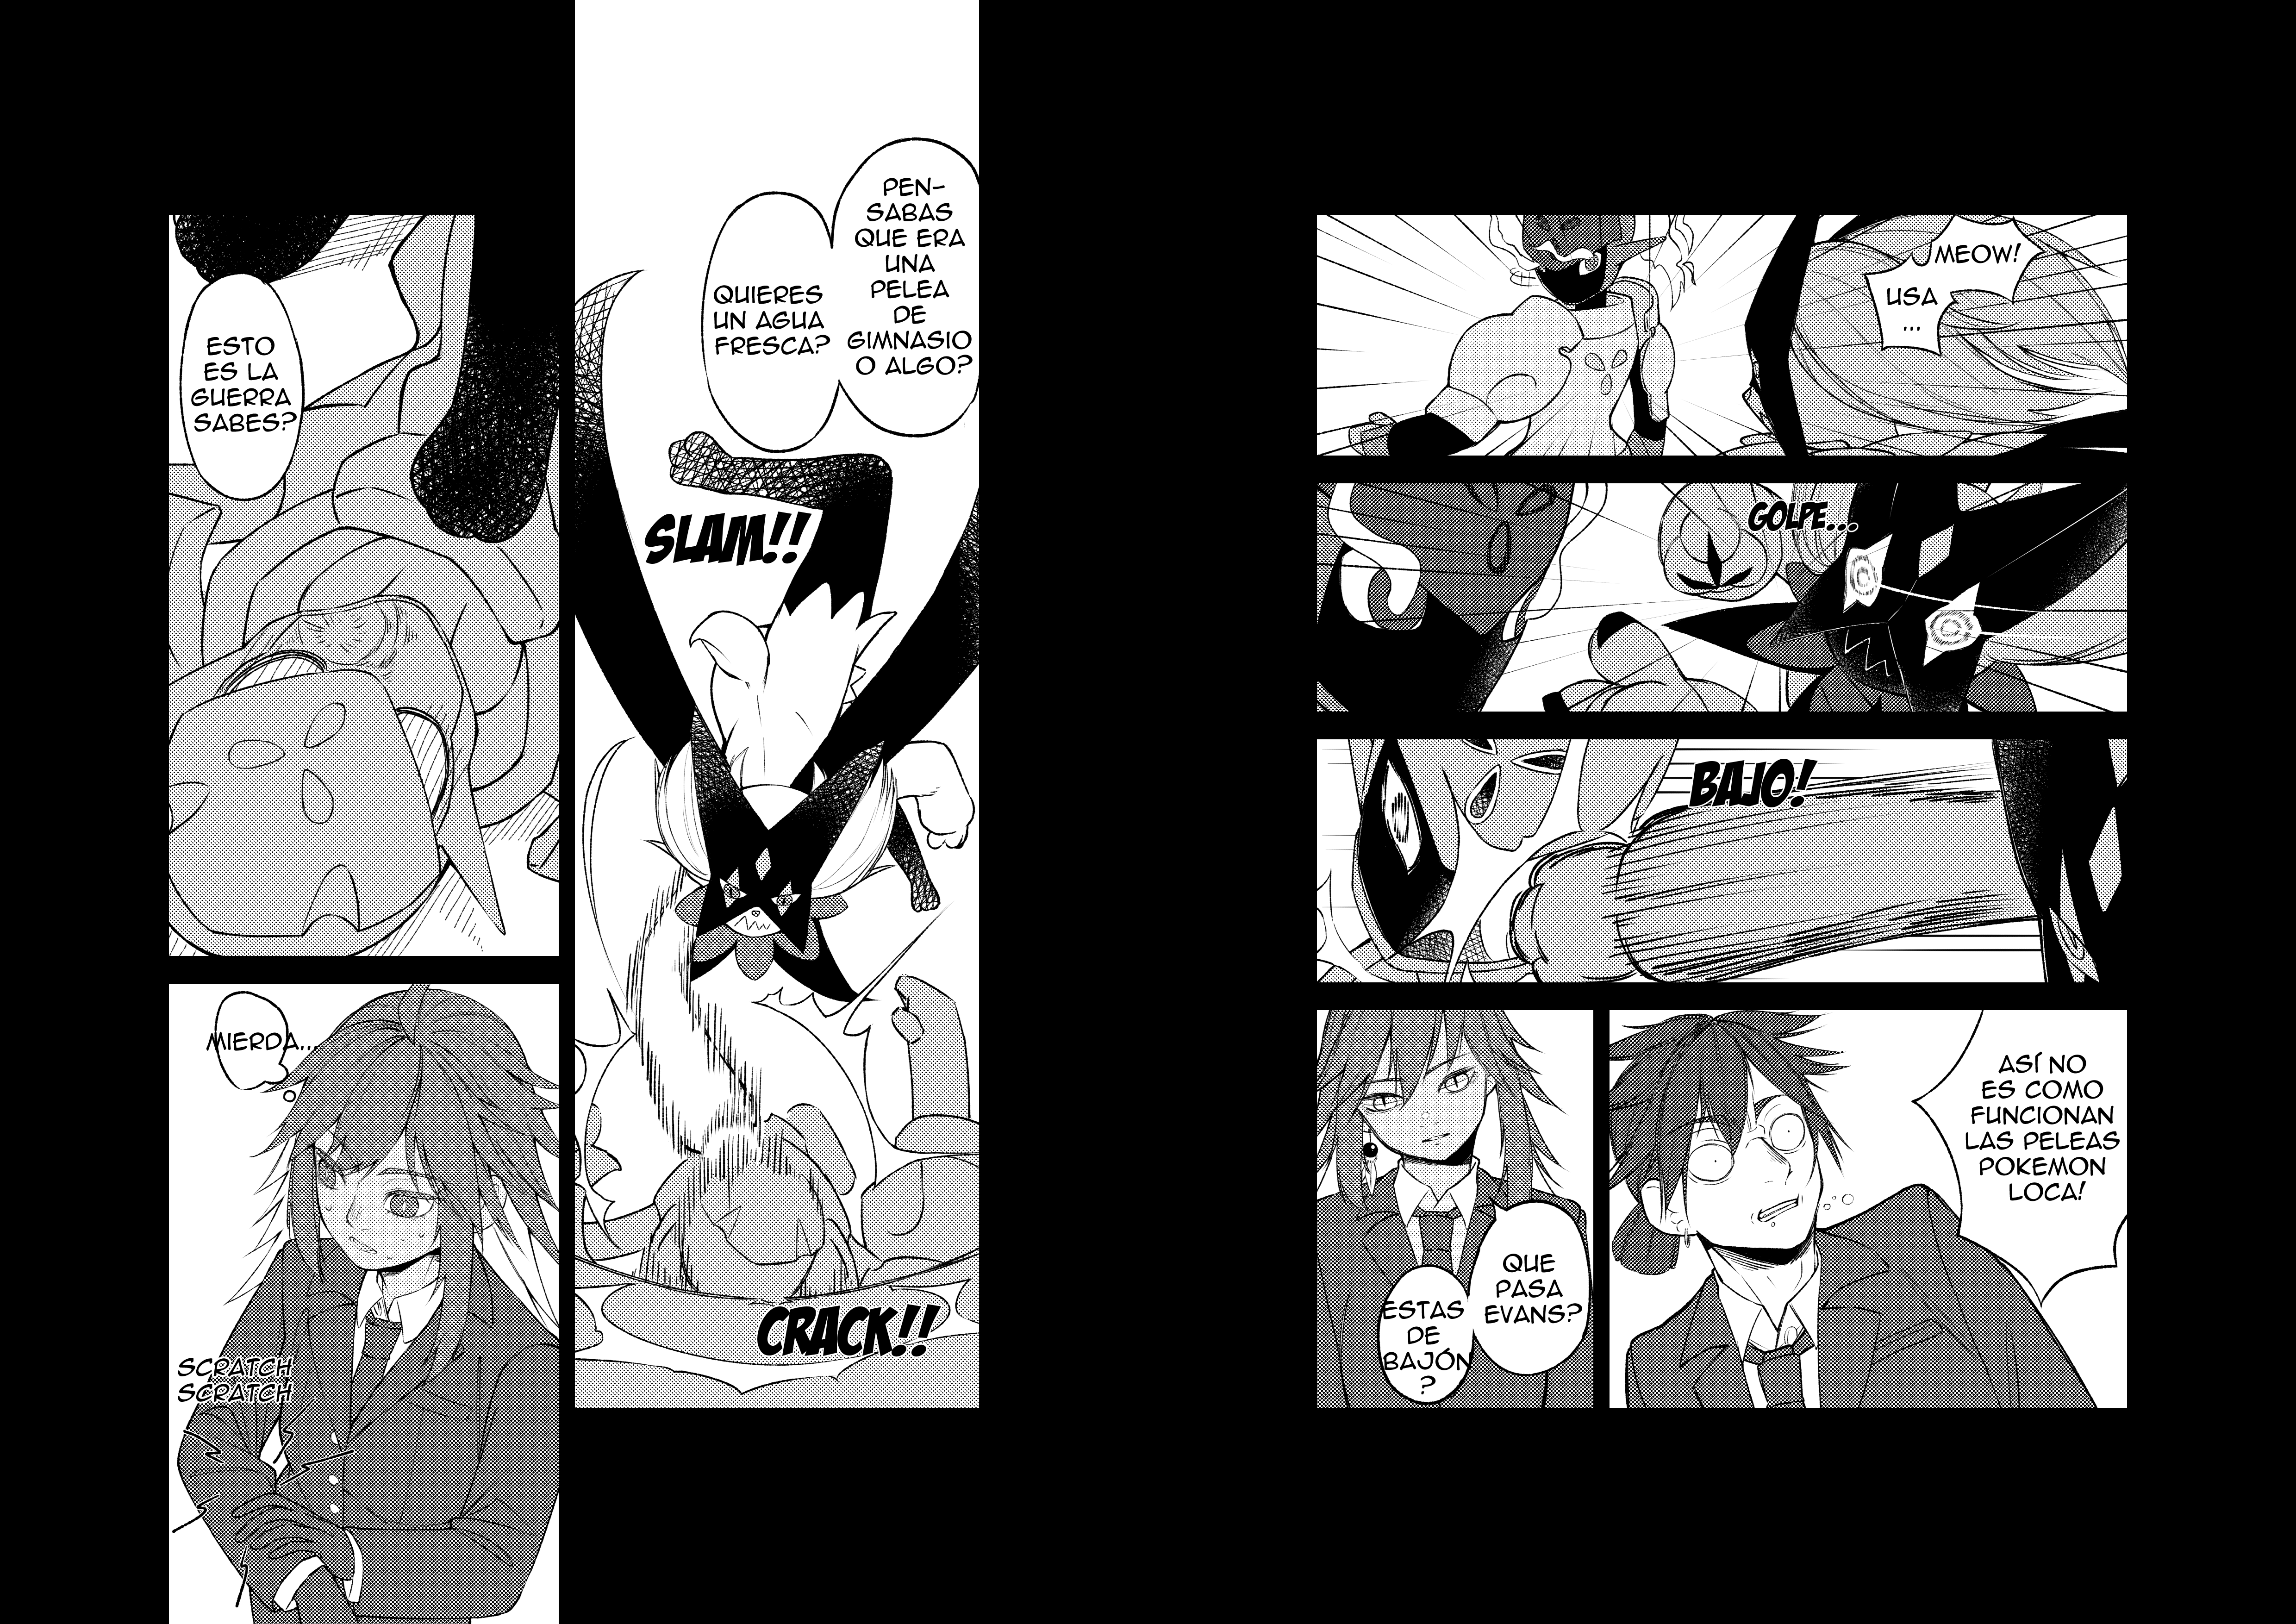 MEOW!
USA
...
GOLPE...
BAJO!
ASÍ NO
ES COMO
FUNCIONAN
LAS PELEAS
POKEMON
LOCA!
QUE
PASA
EVANS?
ESTAS
DE
BAJÓN
?
PEN-
SABAS
QUE ERA
UNA
PELEA
DE
GIMNASIO
O ALGO?
QUIERES
UN AGUA
FRESCA?
SLAM!!
CRACK!!
ESTO
ES LA
GUERRA
SABES?
MIERDA...
SCRATCH
SCRATCH